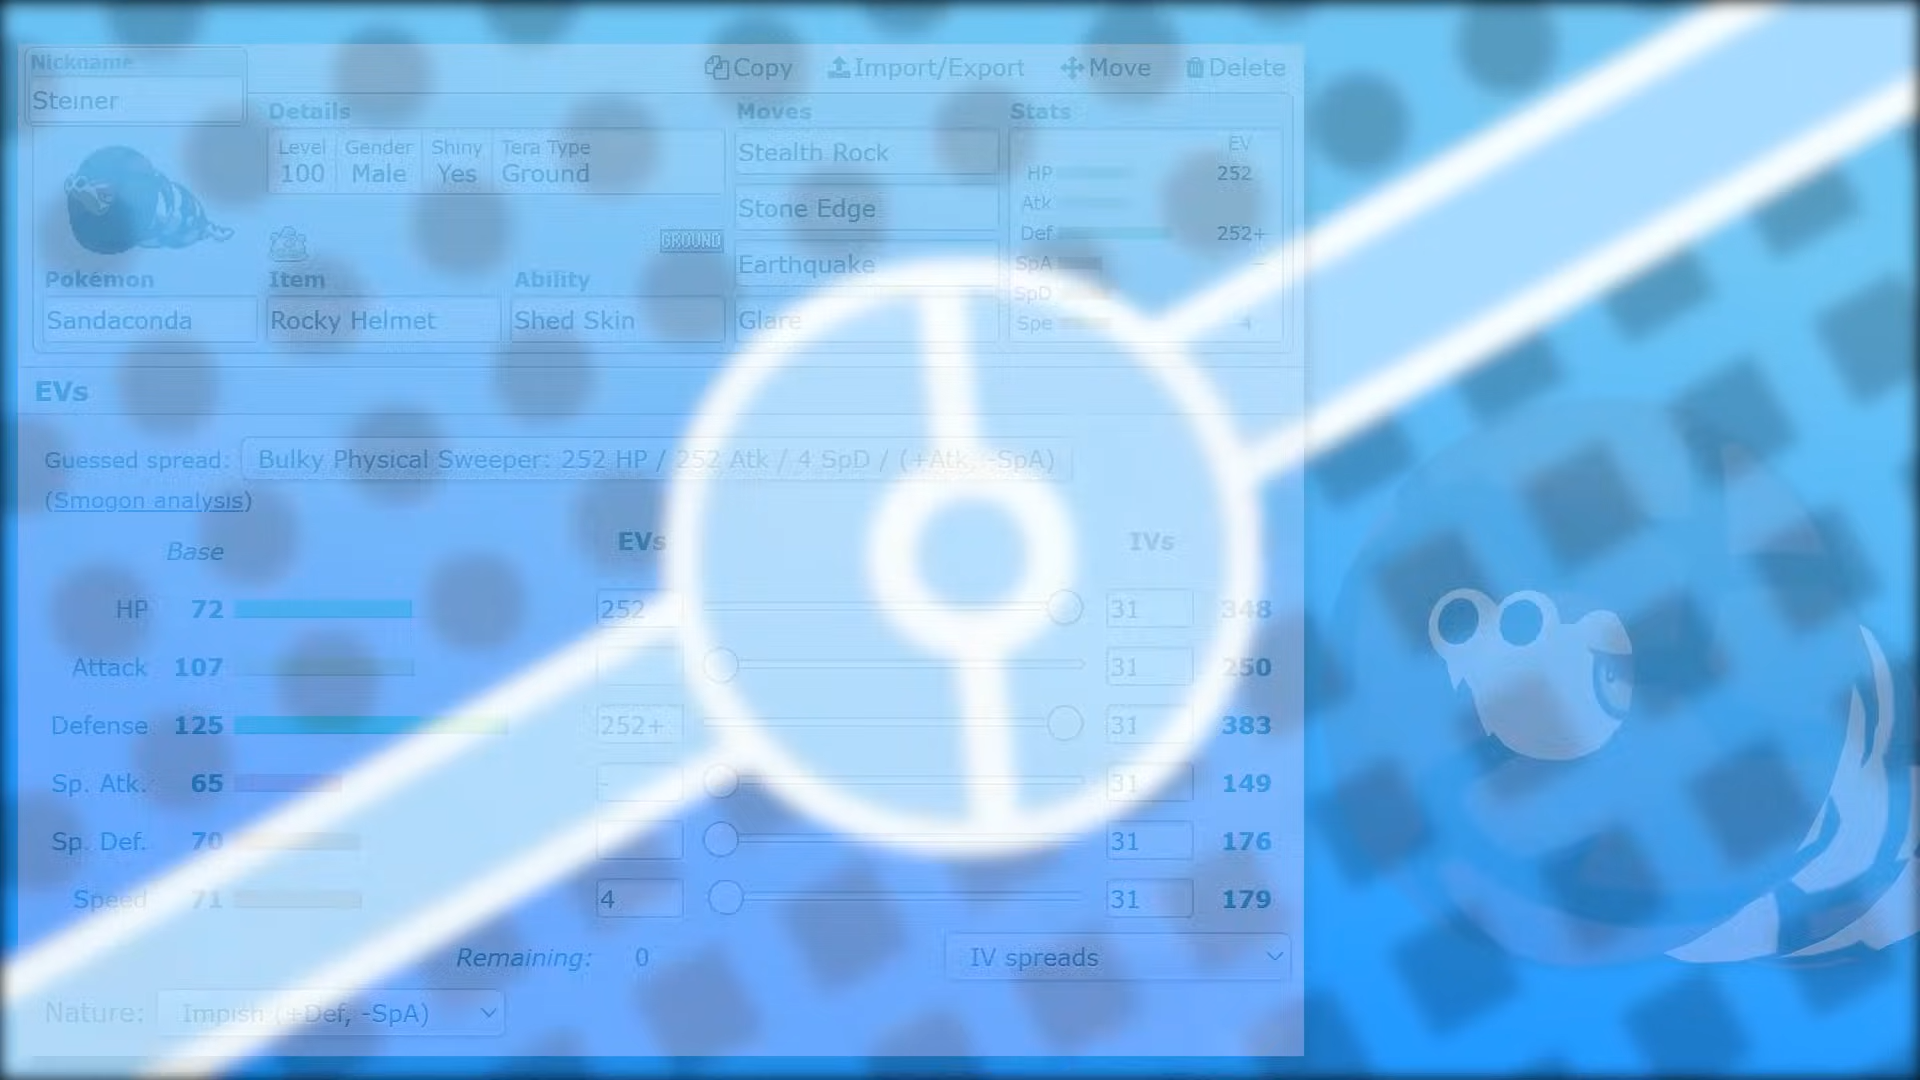 Nickname
Steiner
Copy Import/Export Move Delete
Details
Level Gender Shiny Tera Type
100 Male Yes Ground
GROUND
Pokémon Item Ability
Sandaconda Rocky Helmet Shed Skin
Moves
Stealth Rock
Stone Edge
Earthquake
Glare
Stats
EV
HP 252
Atk
Def 252+
SpA -
SpD
Spe 4
EVs
Guessed spread: Bulky Physical Sweeper: 252 HP / 252 Atk / 4 SpD / (+Atk, -SpA)
(Smogon analysis)
Base EVs IVs
HP 72 252 31 348
Attack 107 31 250
Defense 125 252+ 31 383
Sp. Atk. 65 - 31 149
Sp. Def. 70 31 176
Speed 71 4 31 179
Remaining: 0 IV spreads
Nature: Impish (+Def, -SpA)